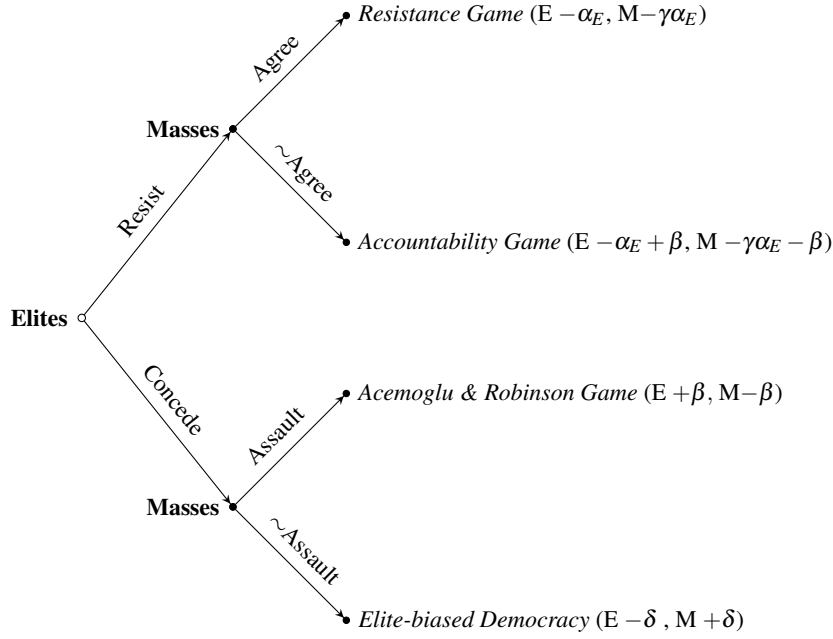 Resistance Game (E −α_E, M−γα_E)
Agree
Masses
~Agree
Resist
Accountability Game (E −α_E + β, M −γα_E − β)
Elites
Concede
Acemoglu & Robinson Game (E +β, M−β)
Assault
Masses
~Assault
Elite-biased Democracy (E −δ , M +δ)